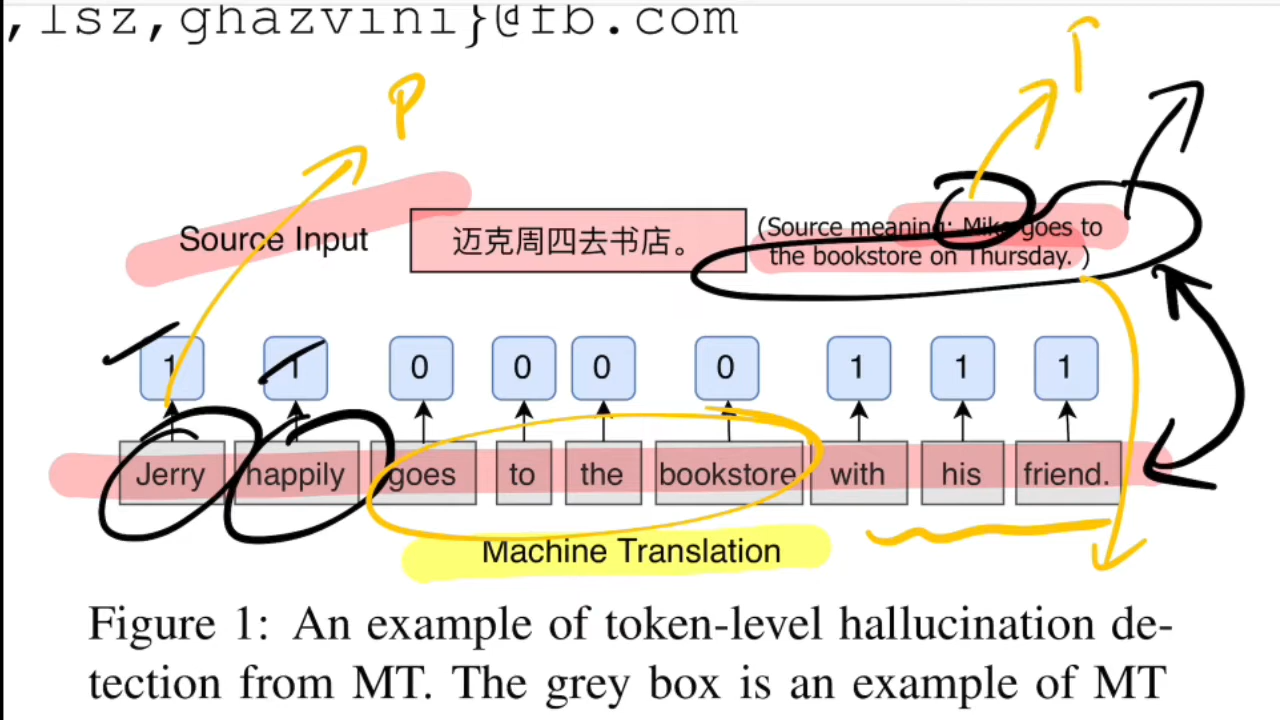 ,lsz,ghazvini}@fb.com
P
Source Input
迈克周四去书店。
(Source meaning: Mike goes to
the bookstore on Thursday. )
1 1 0 0 0 0 1 1 1
Jerry happily goes to the bookstore with his friend.
Machine Translation
Figure 1: An example of token-level hallucination de-
tection from MT. The grey box is an example of MT